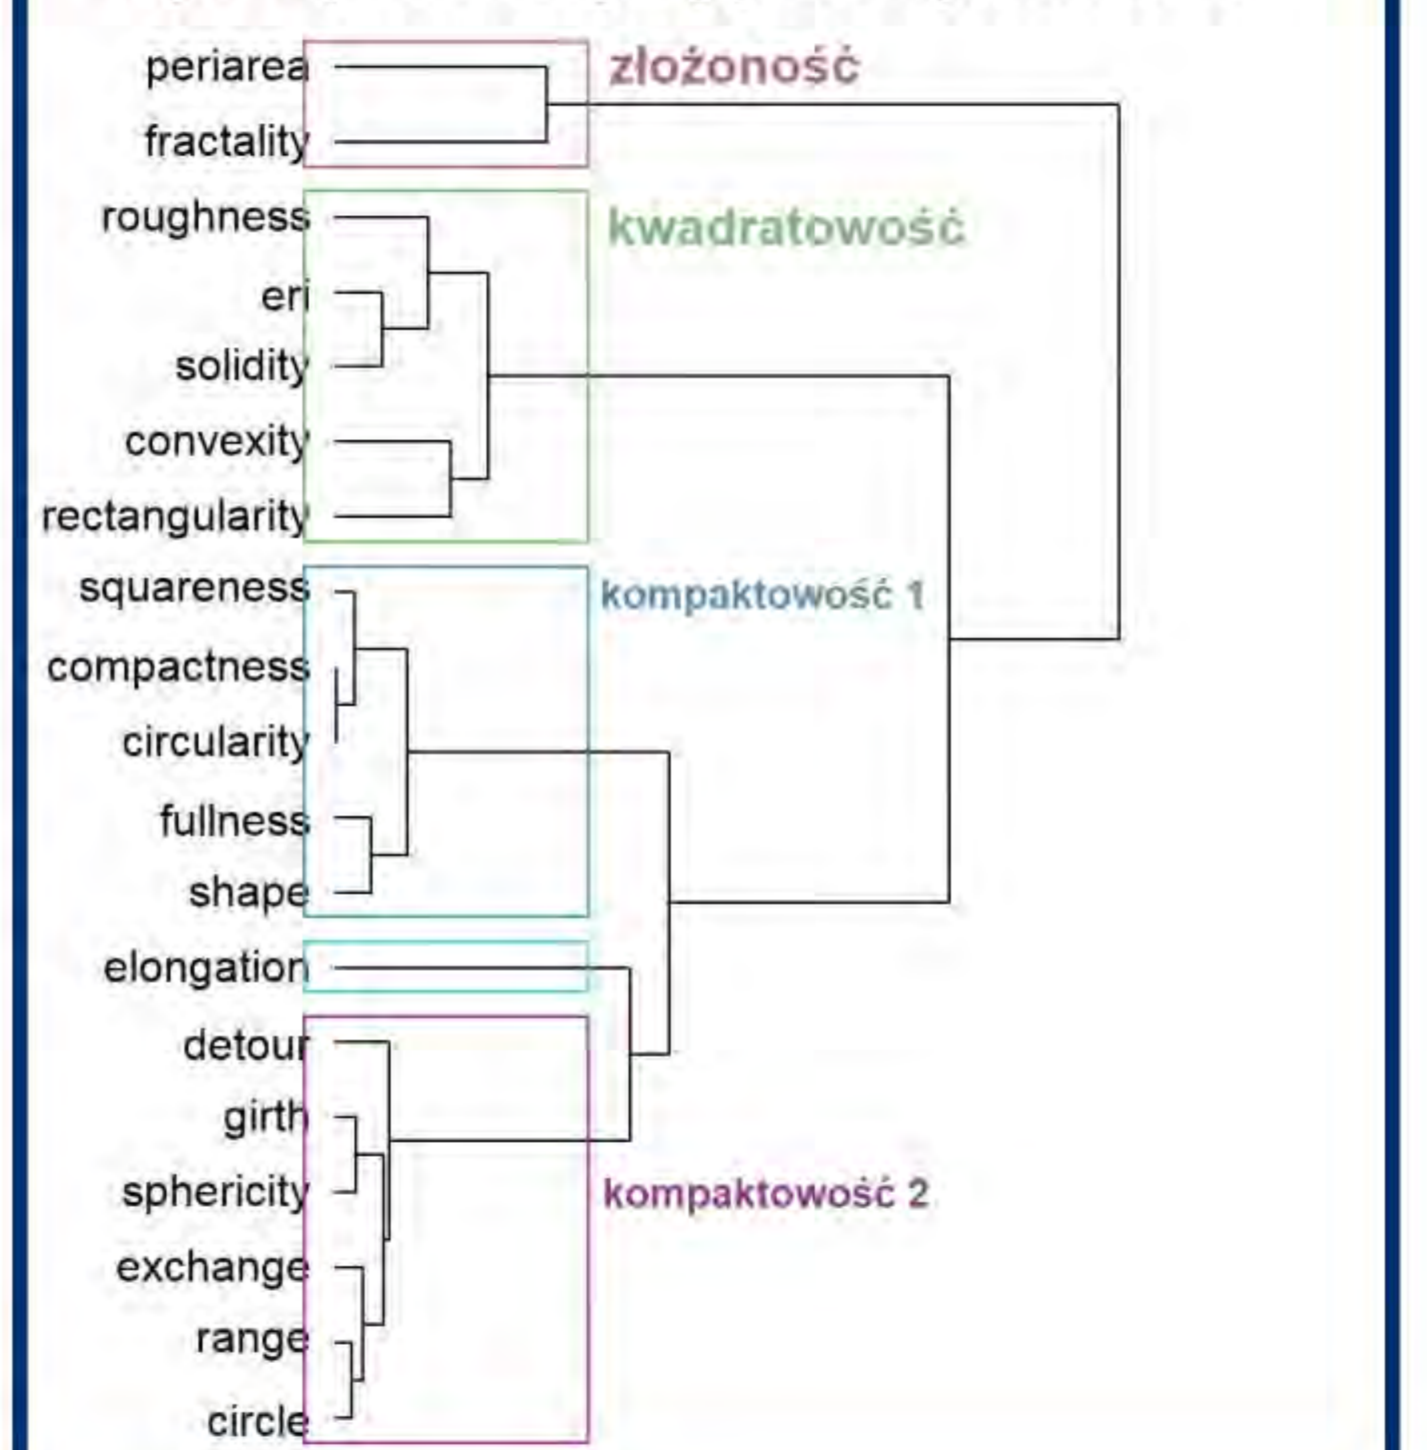 periarea złożoność
fractality
roughness kwadratowość
eri
solidity
convexity
rectangularity
squareness kompaktowość 1
compactness
circularity
fullness
shape
elongation
detour
girth
sphericity kompaktowość 2
exchange
range
circle